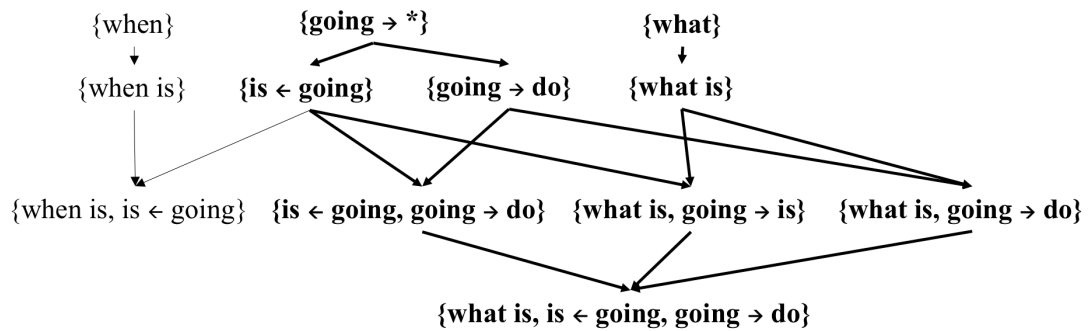 {when} {going → *} {what}
{when is} {is ← going} {going → do} {what is}
{when is, is ← going} {is ← going, going → do} {what is, going → is} {what is, going → do}
{what is, is ← going, going → do}